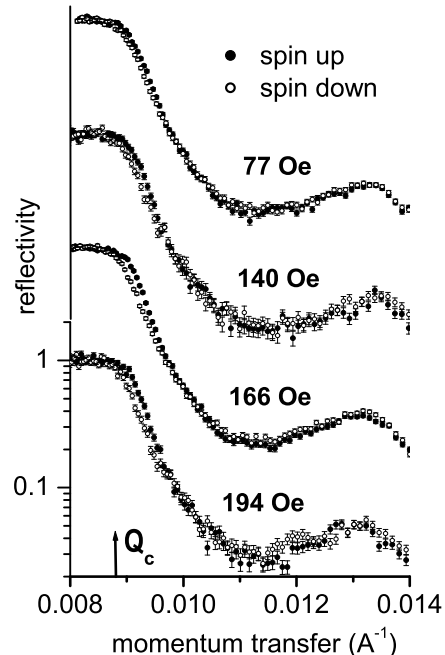 spin up
spin down
77 Oe
140 Oe
166 Oe
194 Oe
reflectivity
1
0.1
Qc
0.008 0.010 0.012 0.014
momentum transfer (A⁻¹)